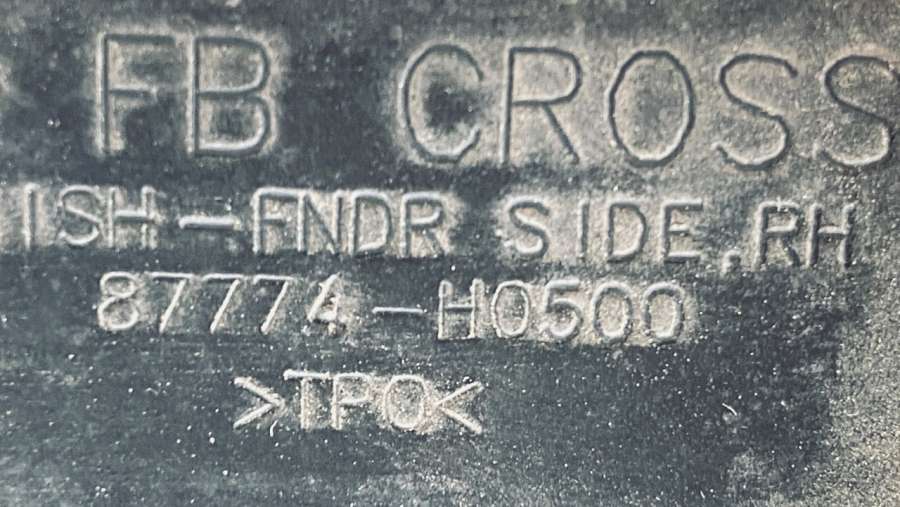 FB CROSS
ISH-FNDR SIDE,RH
87774-H0500
>TPO<